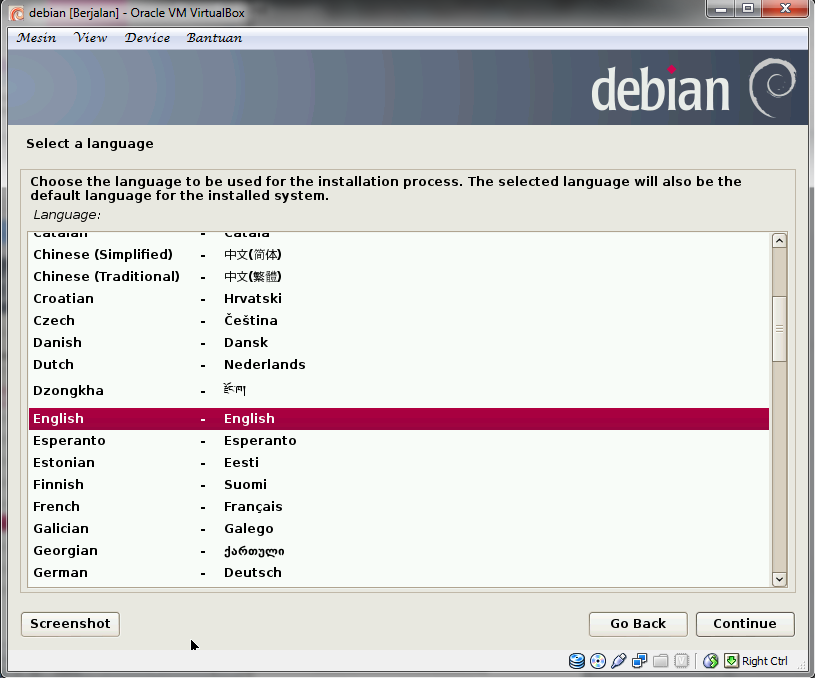 debian [Berjalan] - Oracle VM VirtualBox
Mesin View Device Bantuan
debian
Select a language
Choose the language to be used for the installation process. The selected language will also be the
default language for the installed system.
Language:
Catalan - Català
Chinese (Simplified) - 中文(简体)
Chinese (Traditional) - 中文(繁體)
Croatian - Hrvatski
Czech - Čeština
Danish - Dansk
Dutch - Nederlands
Dzongkha - རྫོང་ཁ།
English - English
Esperanto - Esperanto
Estonian - Eesti
Finnish - Suomi
French - Français
Galician - Galego
Georgian - ქართული
German - Deutsch
Screenshot Go Back Continue
Right Ctrl